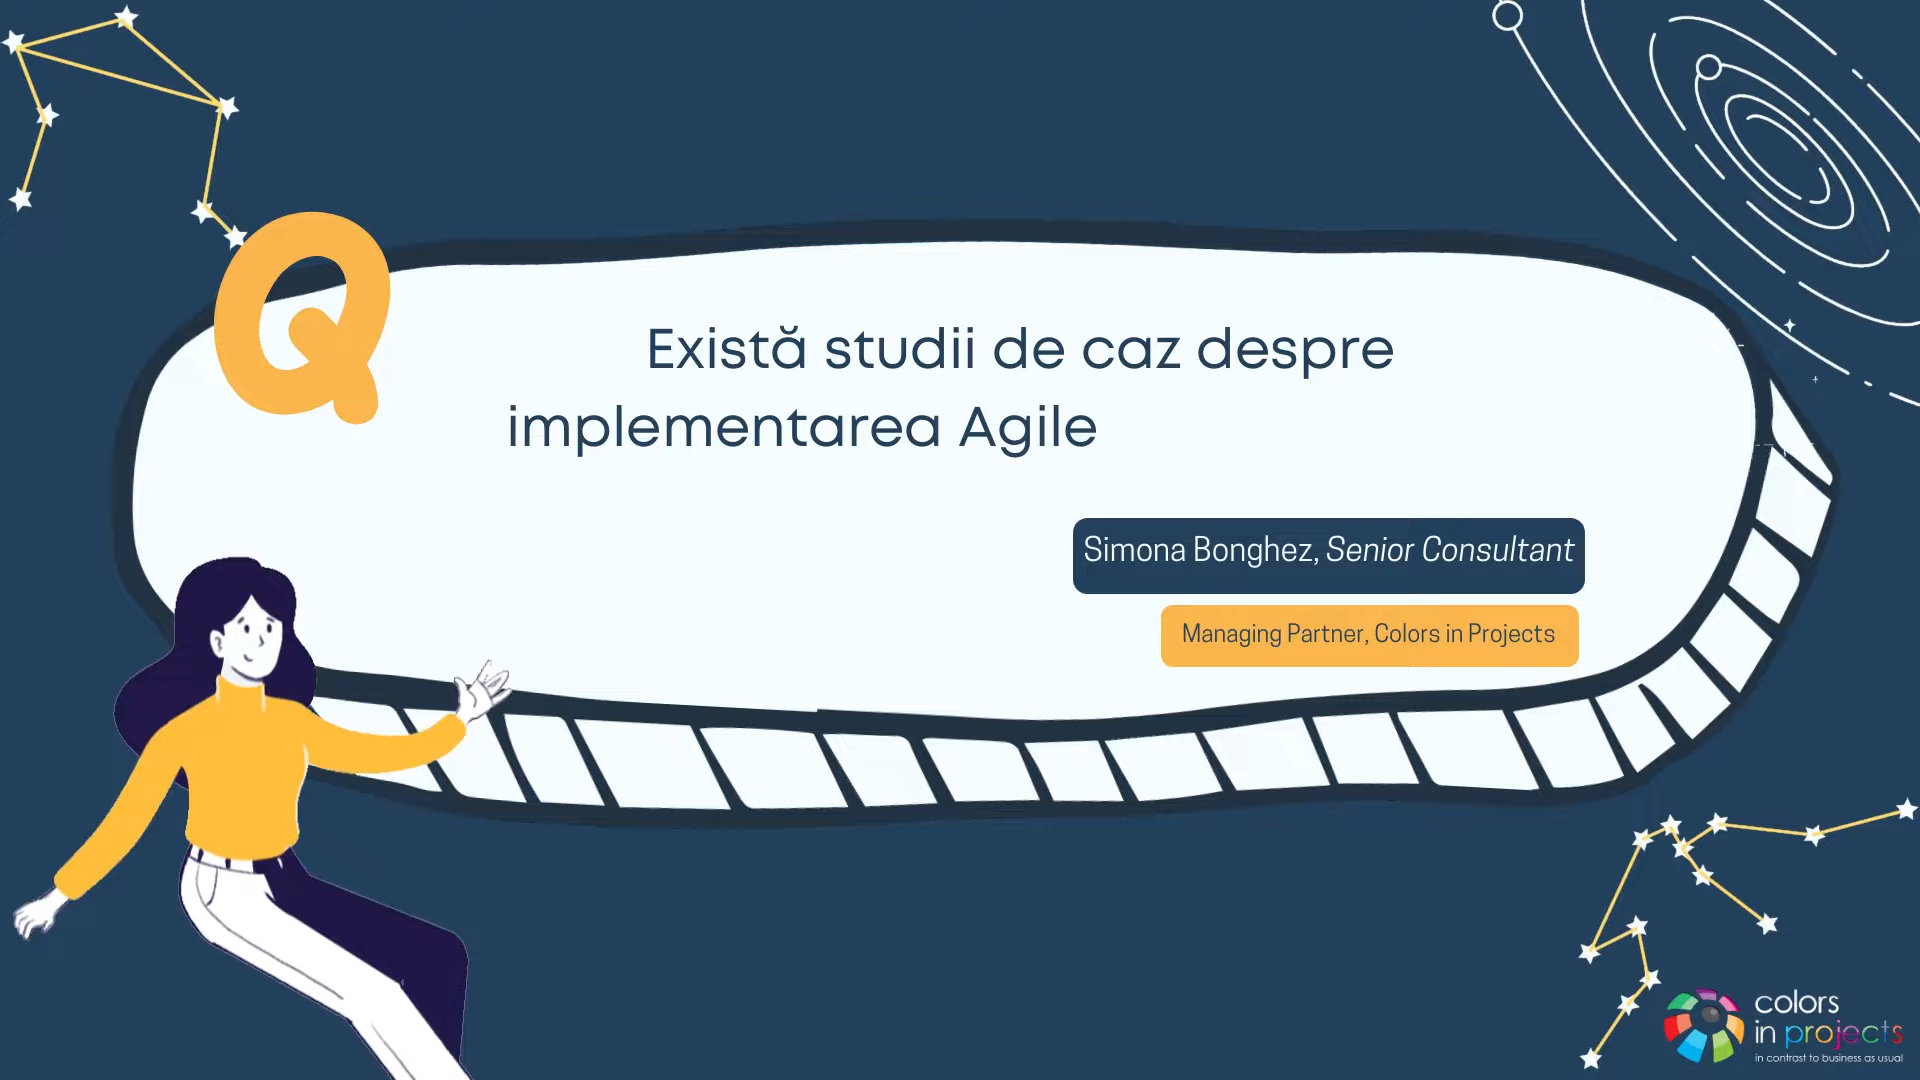 Q
Există studii de caz despre
implementarea Agile
Simona Bonghez, Senior Consultant
Managing Partner, Colors in Projects
colors
in projects
in contrast to business as usual